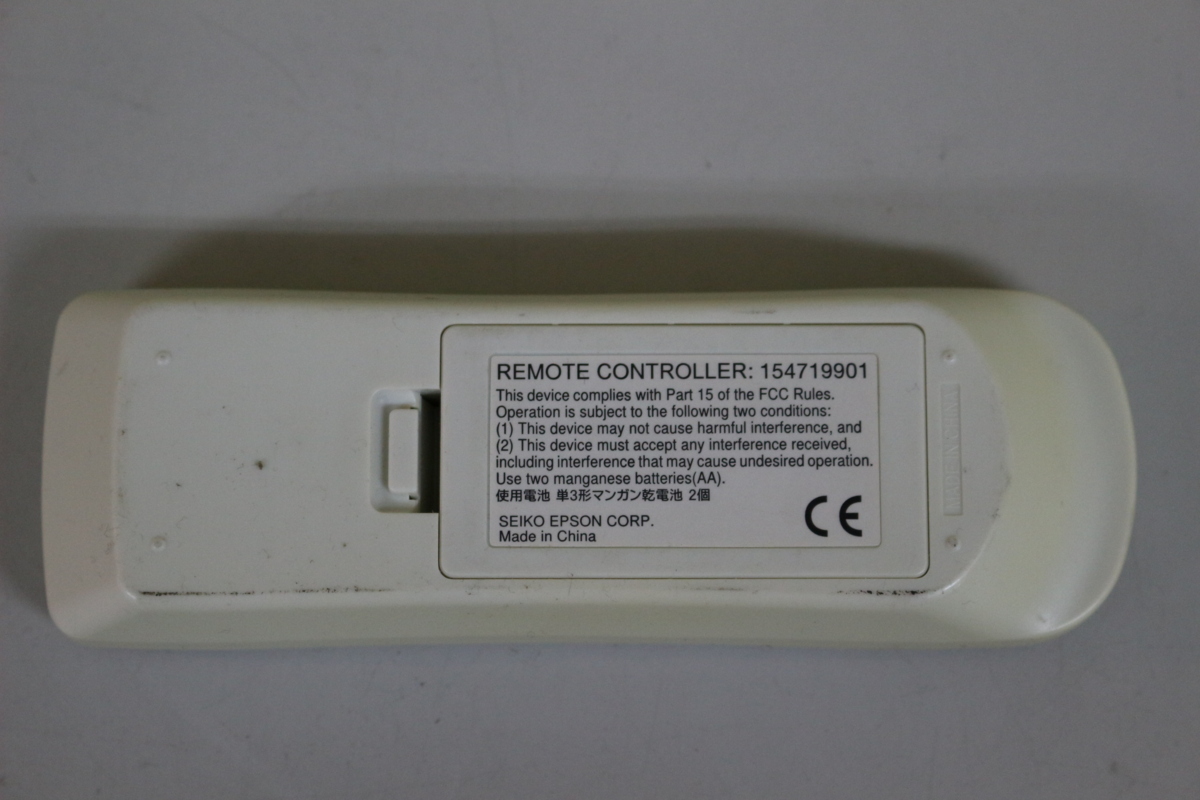 REMOTE CONTROLLER: 154719901
This device complies with Part 15 of the FCC Rules.
Operation is subject to the following two conditions:
(1) This device may not cause harmful interference, and
(2) This device must accept any interference received,
including interference that may cause undesired operation.
Use two manganese batteries(AA).
使用電池 単3形マンガン乾電池 2個
SEIKO EPSON CORP.
Made in China
CE
MADE IN CHINA